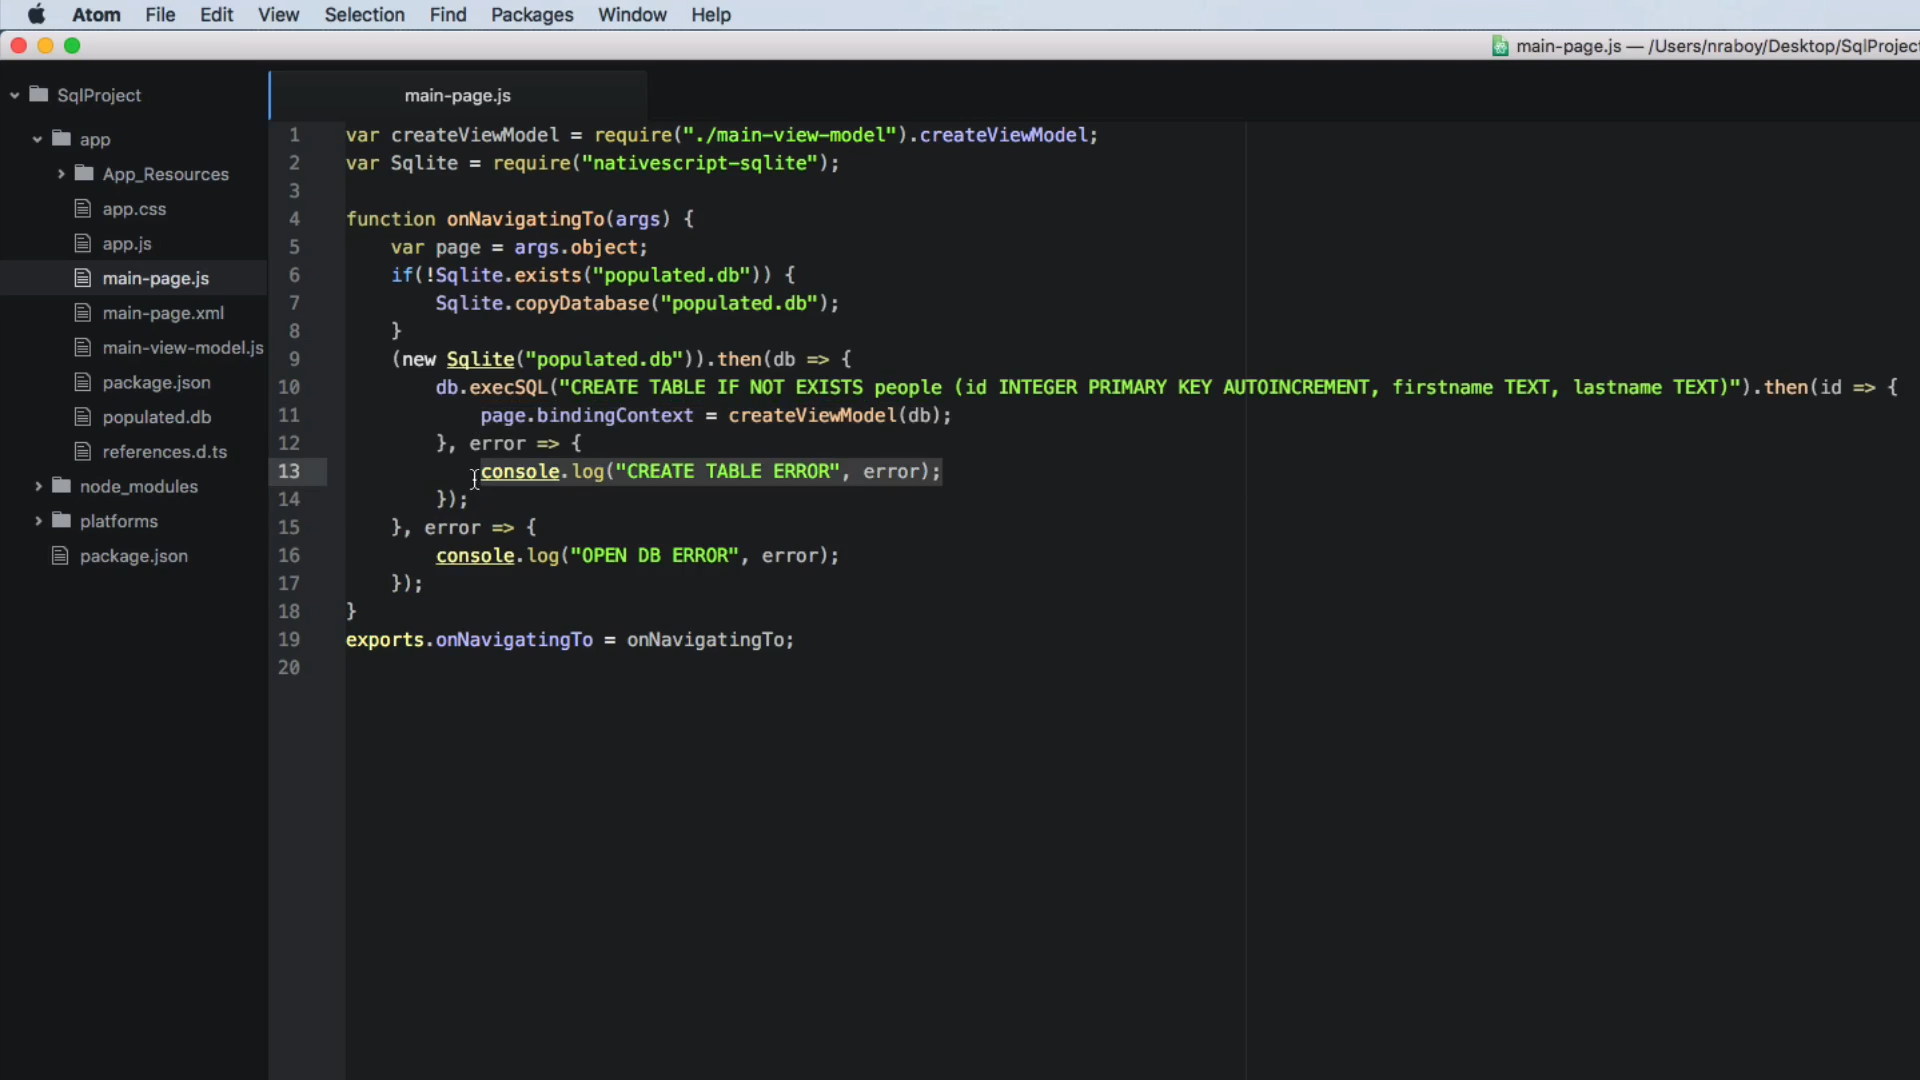 Atom File Edit View Selection Find Packages Window Help
main-page.js — /Users/nraboy/Desktop/SqlProject
SqlProject
app
App_Resources
app.css
app.js
main-page.js
main-page.xml
main-view-model.js
package.json
populated.db
references.d.ts
node_modules
platforms
package.json
main-page.js
1 var createViewModel = require("./main-view-model").createViewModel;
2 var Sqlite = require("nativescript-sqlite");
3
4 function onNavigatingTo(args) {
5 var page = args.object;
6 if(!Sqlite.exists("populated.db")) {
7 Sqlite.copyDatabase("populated.db");
8 }
9 (new Sqlite("populated.db")).then(db => {
10 db.execSQL("CREATE TABLE IF NOT EXISTS people (id INTEGER PRIMARY KEY AUTOINCREMENT, firstname TEXT, lastname TEXT)").then(id => {
11 page.bindingContext = createViewModel(db);
12 }, error => {
13 console.log("CREATE TABLE ERROR", error);
14 });
15 }, error => {
16 console.log("OPEN DB ERROR", error);
17 });
18 }
19 exports.onNavigatingTo = onNavigatingTo;
20